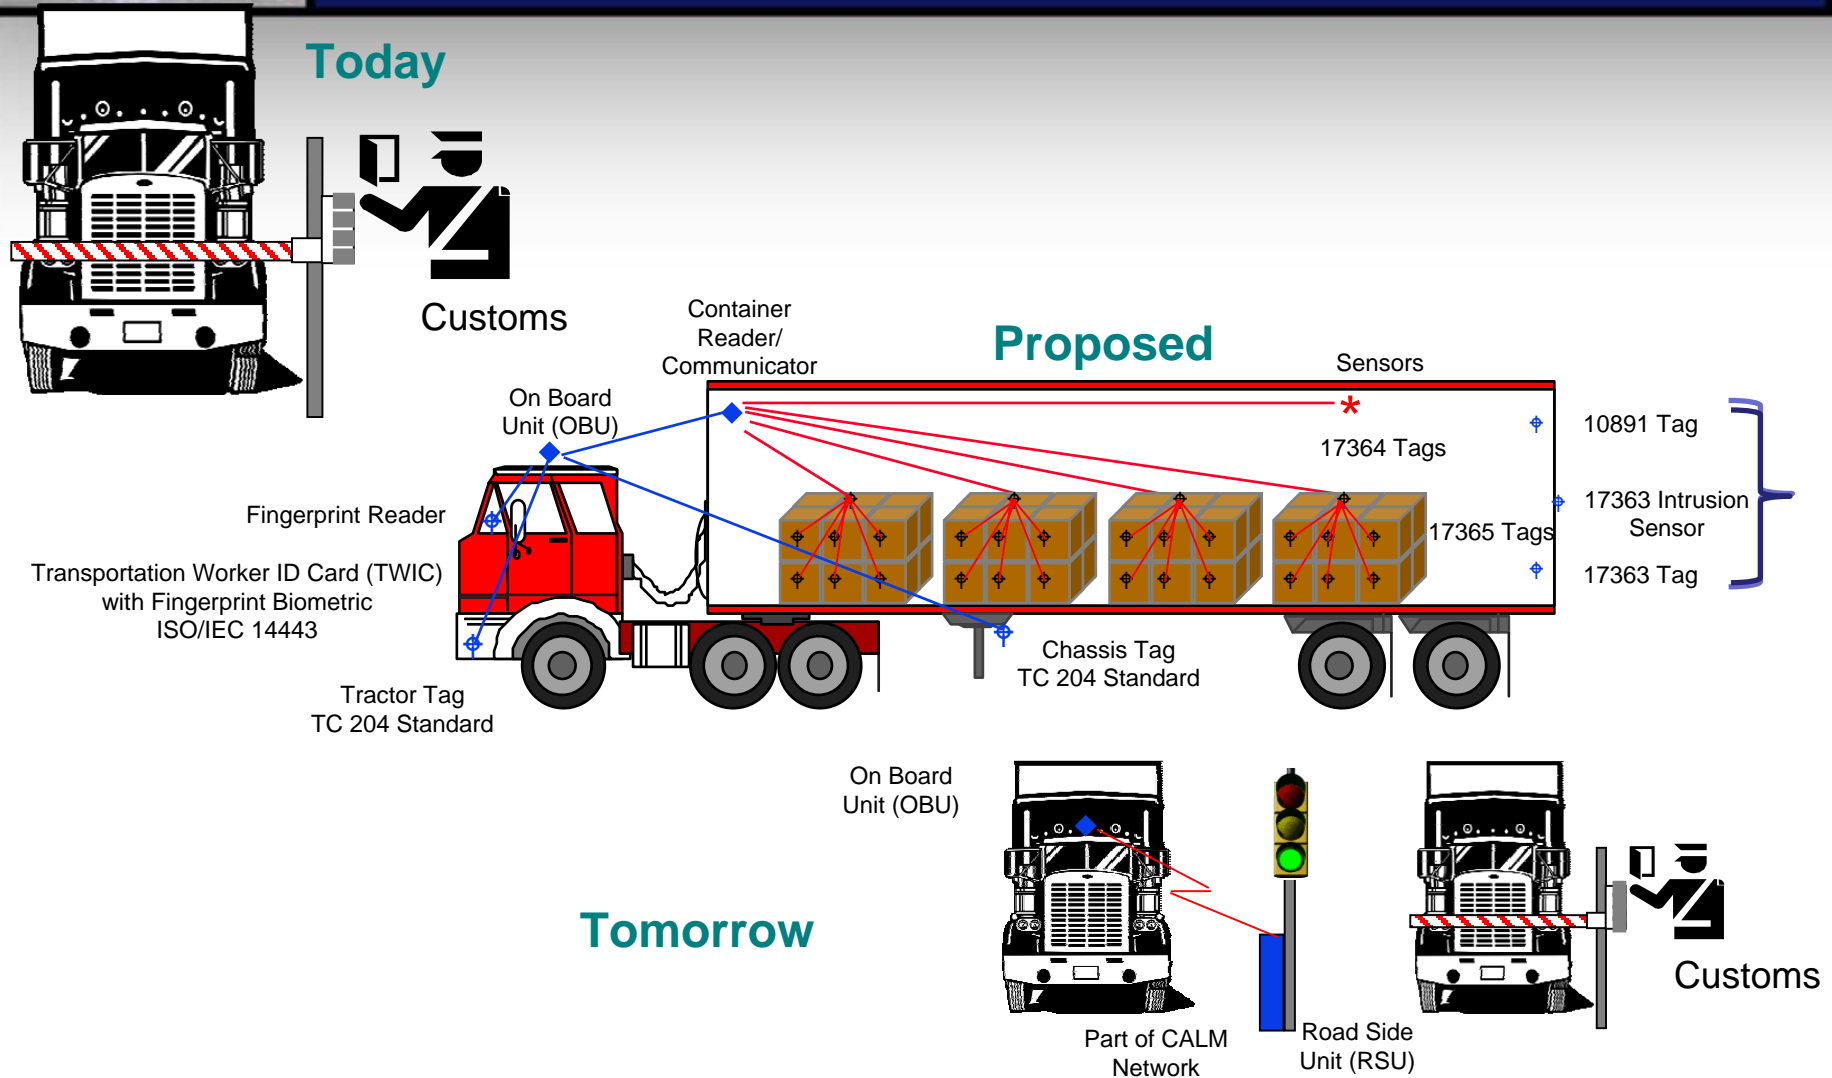 Today
Customs
Container
Reader/
Communicator
Proposed
Sensors
On Board
Unit (OBU)
10891 Tag
17364 Tags
17363 Intrusion
Sensor
Fingerprint Reader
17365 Tags
17363 Tag
Transportation Worker ID Card (TWIC)
with Fingerprint Biometric
ISO/IEC 14443
Chassis Tag
TC 204 Standard
Tractor Tag
TC 204 Standard
On Board
Unit (OBU)
Tomorrow
Customs
Part of CALM
Network
Road Side
Unit (RSU)